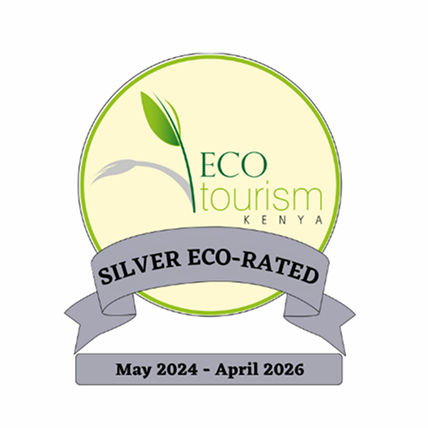 ECO
tourism
KENYA
SILVER ECO-RATED
May 2024 - April 2026